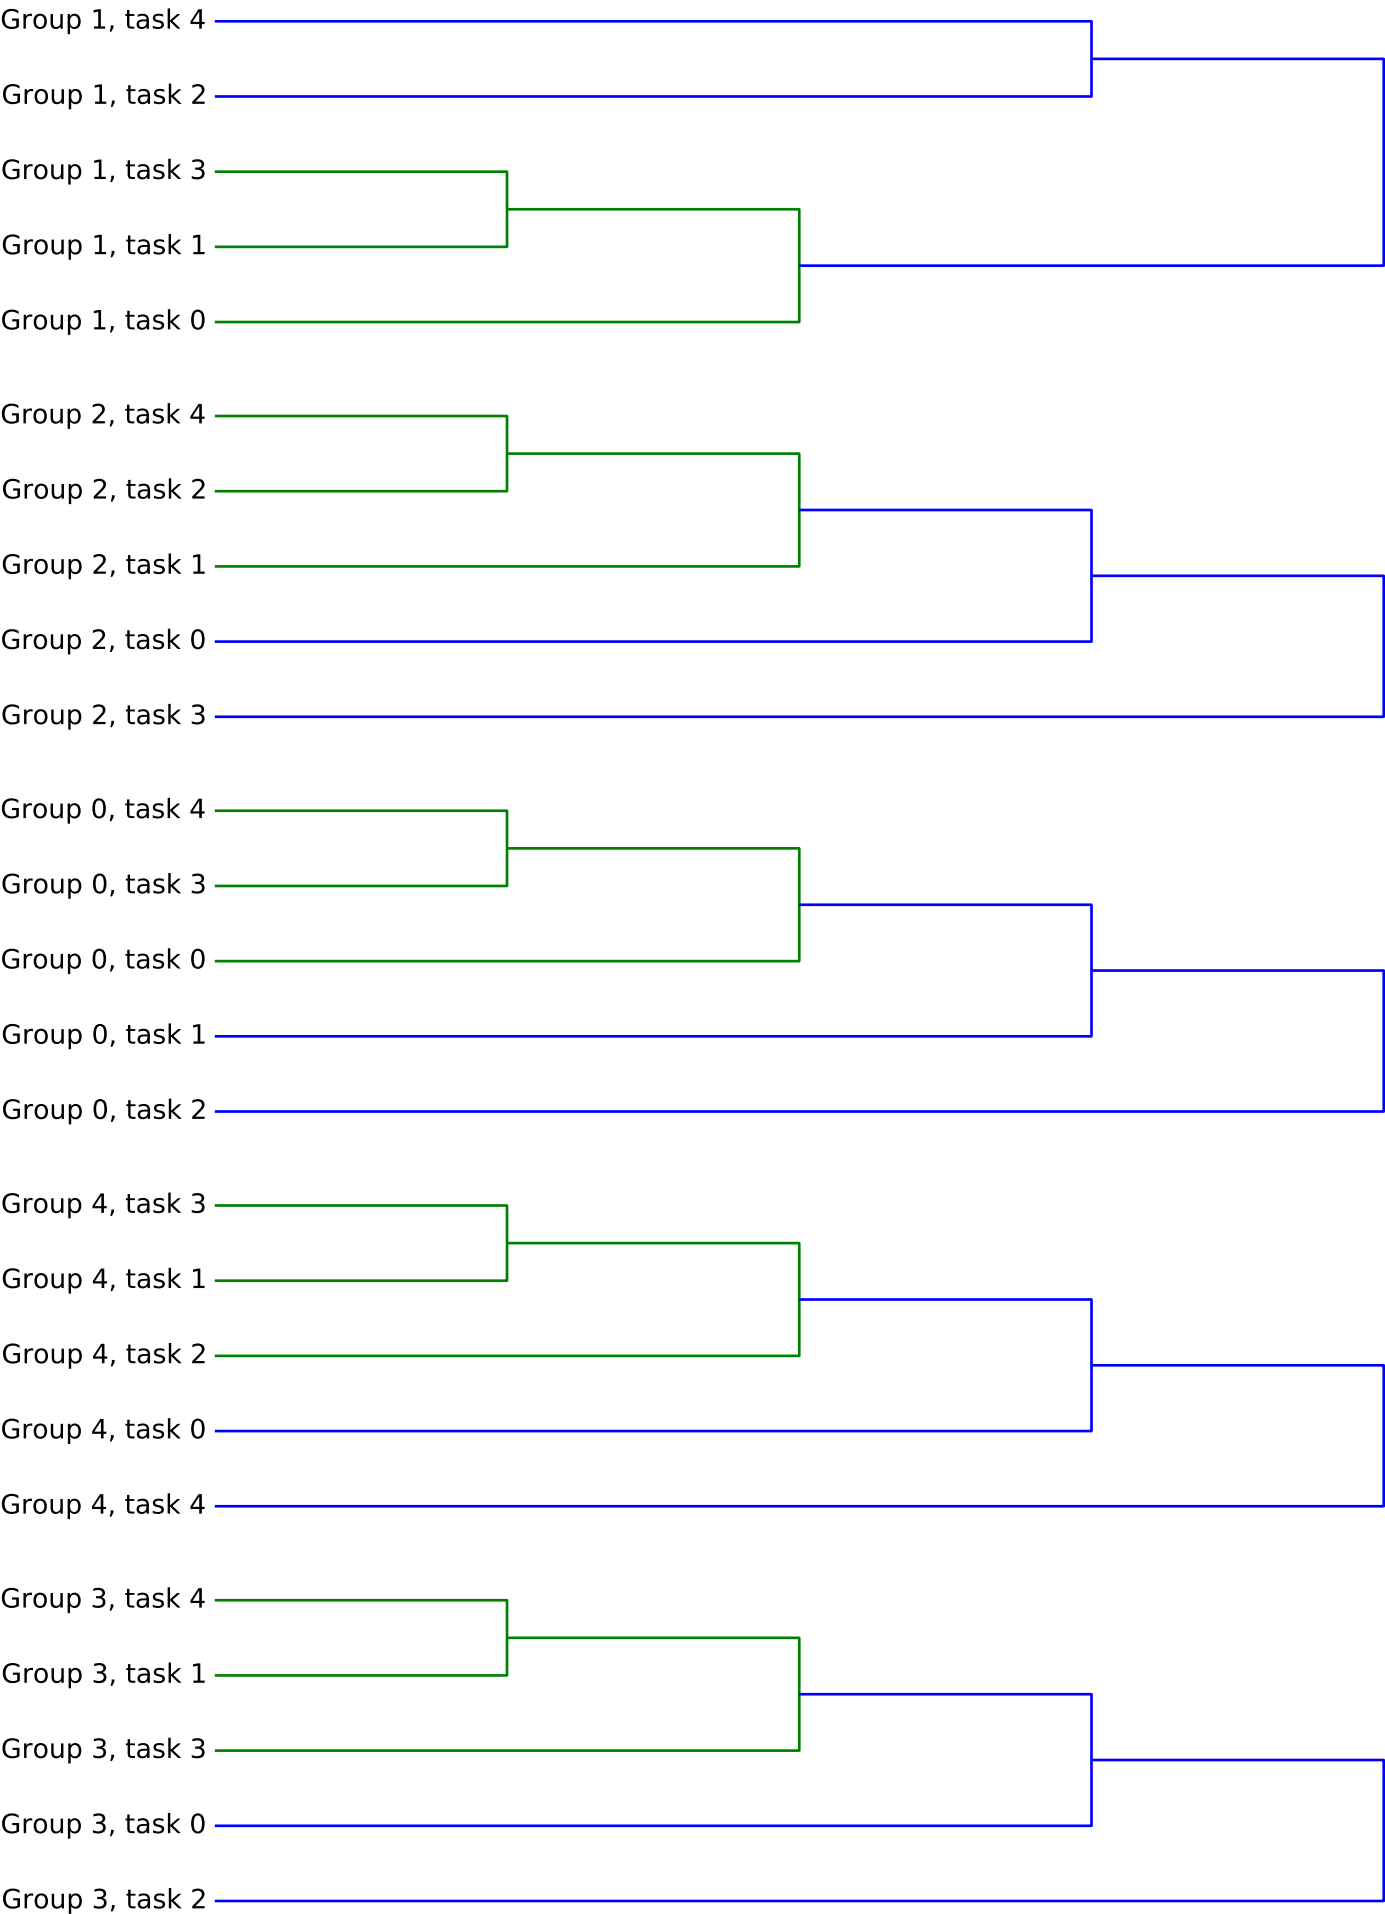 Group 1, task 4
Group 1, task 2
Group 1, task 3
Group 1, task 1
Group 1, task 0
Group 2, task 4
Group 2, task 2
Group 2, task 1
Group 2, task 0
Group 2, task 3
Group 0, task 4
Group 0, task 3
Group 0, task 0
Group 0, task 1
Group 0, task 2
Group 4, task 3
Group 4, task 1
Group 4, task 2
Group 4, task 0
Group 4, task 4
Group 3, task 4
Group 3, task 1
Group 3, task 3
Group 3, task 0
Group 3, task 2